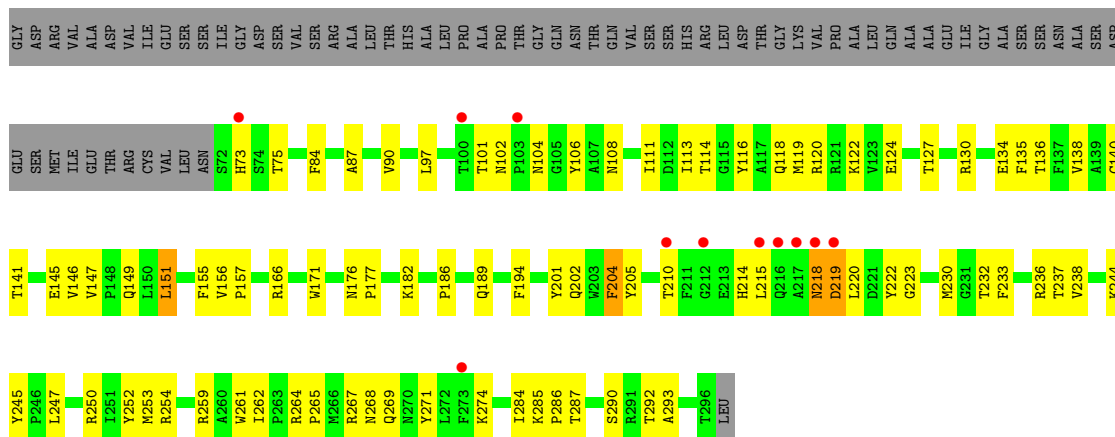 GLY ASP ARG VAL ALA ASP VAL ILE GLU SER SER ILE GLY ASP SER VAL SER ARG ALA LEU THR HIS ALA LEU PRO ALA PRO THR GLY GLN ASN THR GLN VAL SER SER HIS ARG LEU ASP THR GLY LYS VAL PRO ALA LEU GLN ALA ALA GLU ILE GLY ALA SER SER ASN ALA SER ASP
GLU SER MET ILE GLU THR ARG CYS VAL LEU ASN S72 H73 S74 T75 F84 A87 V90 L97 T100 T101 N102 P103 N104 G105 Y106 A107 N108 I111 D112 I113 T114 G115 Y116 A117 Q118 M119 R120 R121 K122 V123 E124 T127 R130 E134 F135 T136 F137 V138 A139 C140
T141 E145 V146 V147 P148 Q149 L150 L151 F155 V156 P157 R166 W171 N176 P177 K182 P186 Q189 F194 Y201 Q202 W203 F204 Y205 T210 F211 G212 E213 H214 L215 Q216 A217 N218 D219 L220 D221 Y222 G223 M230 G231 T232 F233 R236 T237 V238 K244
Y245 P246 L247 R250 I251 Y252 M253 R254 R259 A260 W261 I262 P263 R264 P265 M266 R267 N268 Q269 N270 Y271 L272 F273 K274 I284 K285 P286 T287 S290 R291 T292 A293 T296 LEU